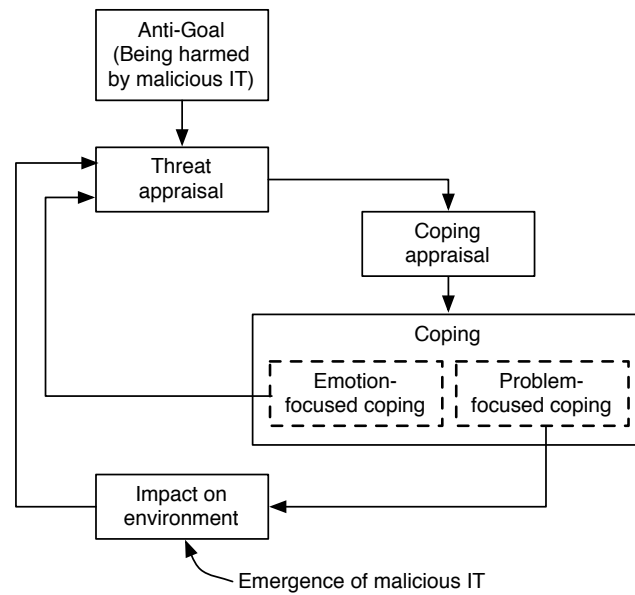 Anti-Goal
(Being harmed
by malicious IT)
Threat
appraisal
Coping
appraisal
Coping
Emotion-
focused coping
Problem-
focused coping
Impact on
environment
Emergence of malicious IT